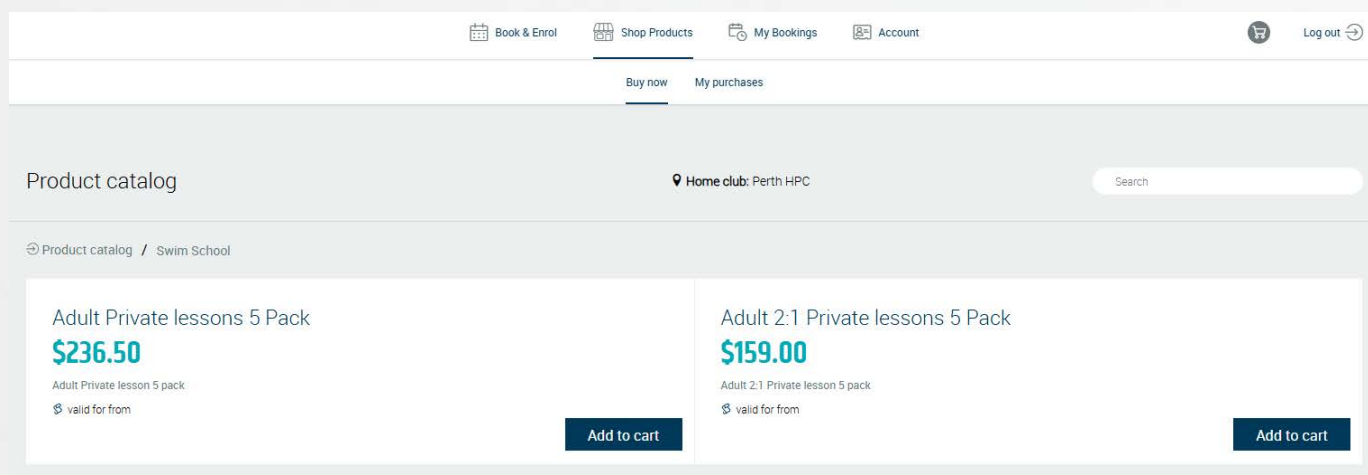 Book & Enrol Shop Products My Bookings Account Log out
Buy now My purchases
Product catalog Home club: Perth HPC Search
Product catalog / Swim School
Adult Private lessons 5 Pack
$236.50
Adult Private lesson 5 pack
valid for from
Add to cart
Adult 2:1 Private lessons 5 Pack
$159.00
Adult 2:1 Private lesson 5 pack
valid for from
Add to cart